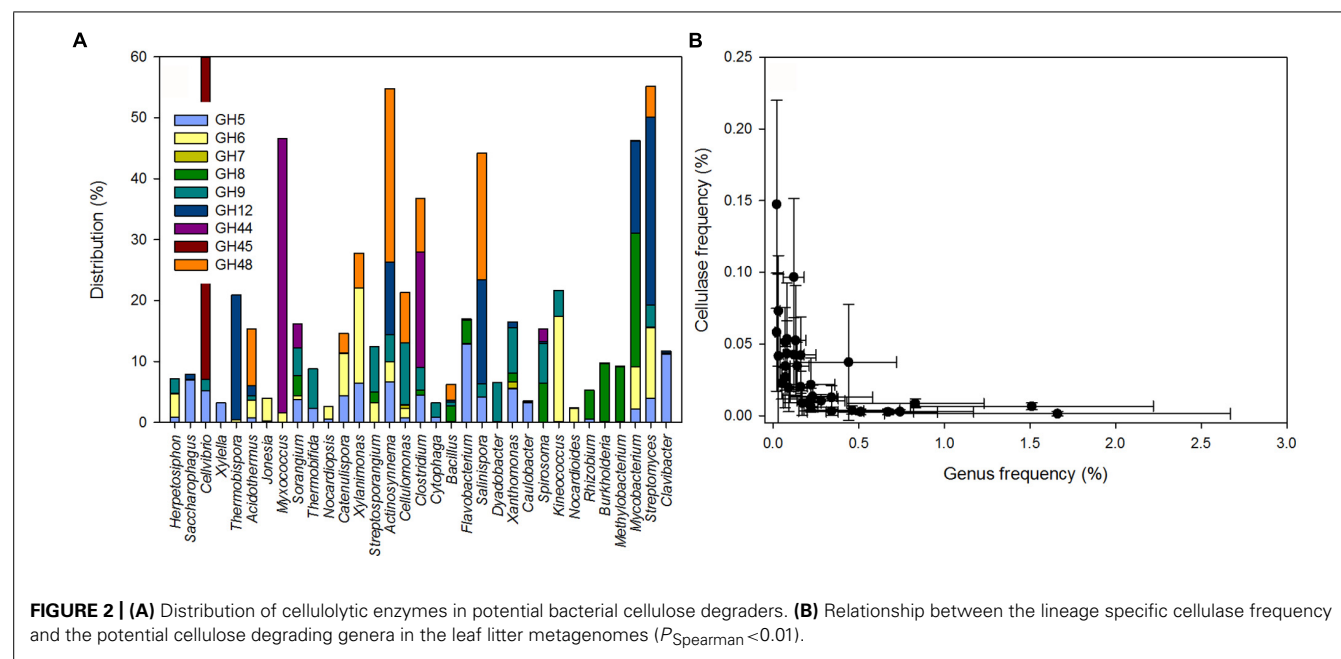 A
60
50
40
30
20
10
0
Distribution (%)
GH5
GH6
GH7
GH8
GH9
GH12
GH44
GH45
GH48
Herpetosiphon
Saccharophagus
Cellvibrio
Xylella
Thermobispora
Acidothermus
Jonesia
Myxococcus
Sorangium
Thermobifida
Nocardiopsis
Catenulispora
Xylanimonas
Streptosporangium
Actinosynnema
Cellulomonas
Clostridium
Cytophaga
Bacillus
Flavobacterium
Salinispora
Dyadobacter
Xanthomonas
Caulobacter
Spirosoma
Kineococcus
Nocardioides
Rhizobium
Burkholderia
Methylobacterium
Mycobacterium
Streptomyces
Clavibacter
B
0.25
0.20
0.15
0.10
0.05
0.00
Cellulase frequency (%)
0.0 0.5 1.0 1.5 2.0 2.5 3.0
Genus frequency (%)
FIGURE 2 | (A) Distribution of cellulolytic enzymes in potential bacterial cellulose degraders. (B) Relationship between the lineage specific cellulase frequency
and the potential cellulose degrading genera in the leaf litter metagenomes (PSpearman <0.01).